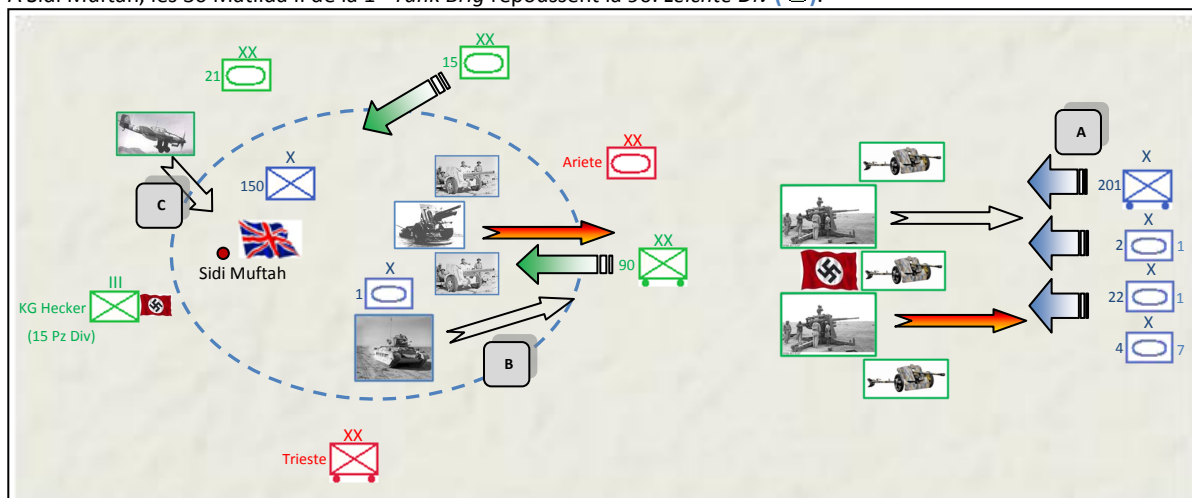 A Sidi Muftah, les Matilda II de la Tank Brig repoussent la 90. Leichte Div ( ).
XX
21
XX
15
XX
Ariete
A
X
201
C
X
150
Sidi Muftah
XX
90
X
2 1
X
1
X
22 1
III
KG Hecker
(15 Pz Div)
B
X
4 7
XX
Trieste